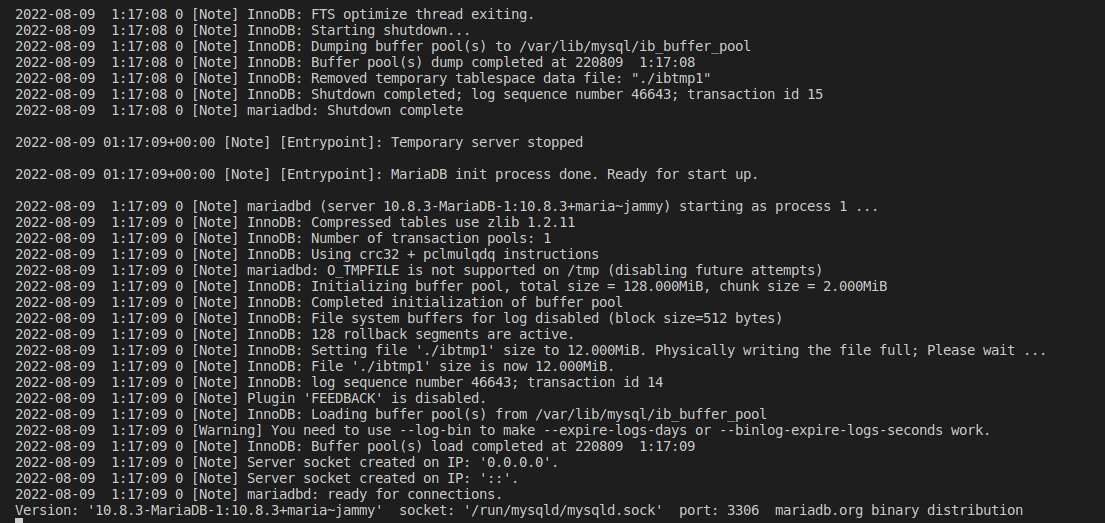 2022-08-09  1:17:08 0 [Note] InnoDB: FTS optimize thread exiting.
2022-08-09  1:17:08 0 [Note] InnoDB: Starting shutdown...
2022-08-09  1:17:08 0 [Note] InnoDB: Dumping buffer pool(s) to /var/lib/mysql/ib_buffer_pool
2022-08-09  1:17:08 0 [Note] InnoDB: Buffer pool(s) dump completed at 220809  1:17:08
2022-08-09  1:17:08 0 [Note] InnoDB: Removed temporary tablespace data file: "./ibtmp1"
2022-08-09  1:17:08 0 [Note] InnoDB: Shutdown completed; log sequence number 46643; transaction id 15
2022-08-09  1:17:08 0 [Note] mariadbd: Shutdown complete
2022-08-09 01:17:09+00:00 [Note] [Entrypoint]: Temporary server stopped
2022-08-09 01:17:09+00:00 [Note] [Entrypoint]: MariaDB init process done. Ready for start up.
2022-08-09  1:17:09 0 [Note] mariadbd (server 10.8.3-MariaDB-1:10.8.3+maria~jammy) starting as process 1 ...
2022-08-09  1:17:09 0 [Note] InnoDB: Compressed tables use zlib 1.2.11
2022-08-09  1:17:09 0 [Note] InnoDB: Number of transaction pools: 1
2022-08-09  1:17:09 0 [Note] InnoDB: Using crc32 + pclmulqdq instructions
2022-08-09  1:17:09 0 [Note] mariadbd: O_TMPFILE is not supported on /tmp (disabling future attempts)
2022-08-09  1:17:09 0 [Note] InnoDB: Initializing buffer pool, total size = 128.000MiB, chunk size = 2.000MiB
2022-08-09  1:17:09 0 [Note] InnoDB: Completed initialization of buffer pool
2022-08-09  1:17:09 0 [Note] InnoDB: File system buffers for log disabled (block size=512 bytes)
2022-08-09  1:17:09 0 [Note] InnoDB: 128 rollback segments are active.
2022-08-09  1:17:09 0 [Note] InnoDB: Setting file './ibtmp1' size to 12.000MiB. Physically writing the file full; Please wait ...
2022-08-09  1:17:09 0 [Note] InnoDB: File './ibtmp1' size is now 12.000MiB.
2022-08-09  1:17:09 0 [Note] InnoDB: log sequence number 46643; transaction id 14
2022-08-09  1:17:09 0 [Note] Plugin 'FEEDBACK' is disabled.
2022-08-09  1:17:09 0 [Note] InnoDB: Loading buffer pool(s) from /var/lib/mysql/ib_buffer_pool
2022-08-09  1:17:09 0 [Warning] You need to use --log-bin to make --expire-logs-days or --binlog-expire-logs-seconds work.
2022-08-09  1:17:09 0 [Note] InnoDB: Buffer pool(s) load completed at 220809  1:17:09
2022-08-09  1:17:09 0 [Note] Server socket created on IP: '0.0.0.0'.
2022-08-09  1:17:09 0 [Note] Server socket created on IP: '::'.
2022-08-09  1:17:09 0 [Note] mariadbd: ready for connections.
Version: '10.8.3-MariaDB-1:10.8.3+maria~jammy'  socket: '/run/mysqld/mysqld.sock'  port: 3306  mariadb.org binary distribution